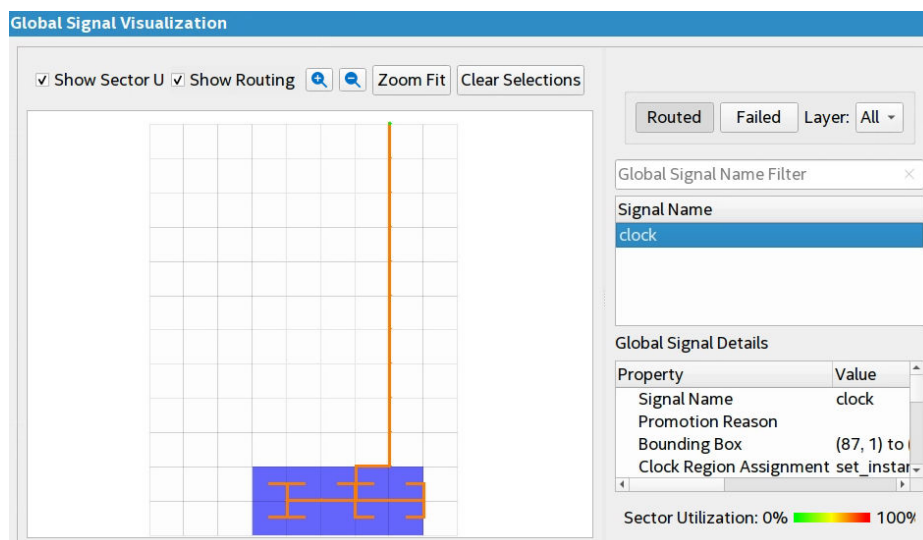 Global Signal Visualization
Show Sector U Show Routing Zoom Fit Clear Selections
Routed Failed Layer: All
Global Signal Name Filter
Signal Name
clock
Global Signal Details
Property Value
Signal Name clock
Promotion Reason
Bounding Box (87, 1) to (
Clock Region Assignment set_instar
Sector Utilization: 0% 100%